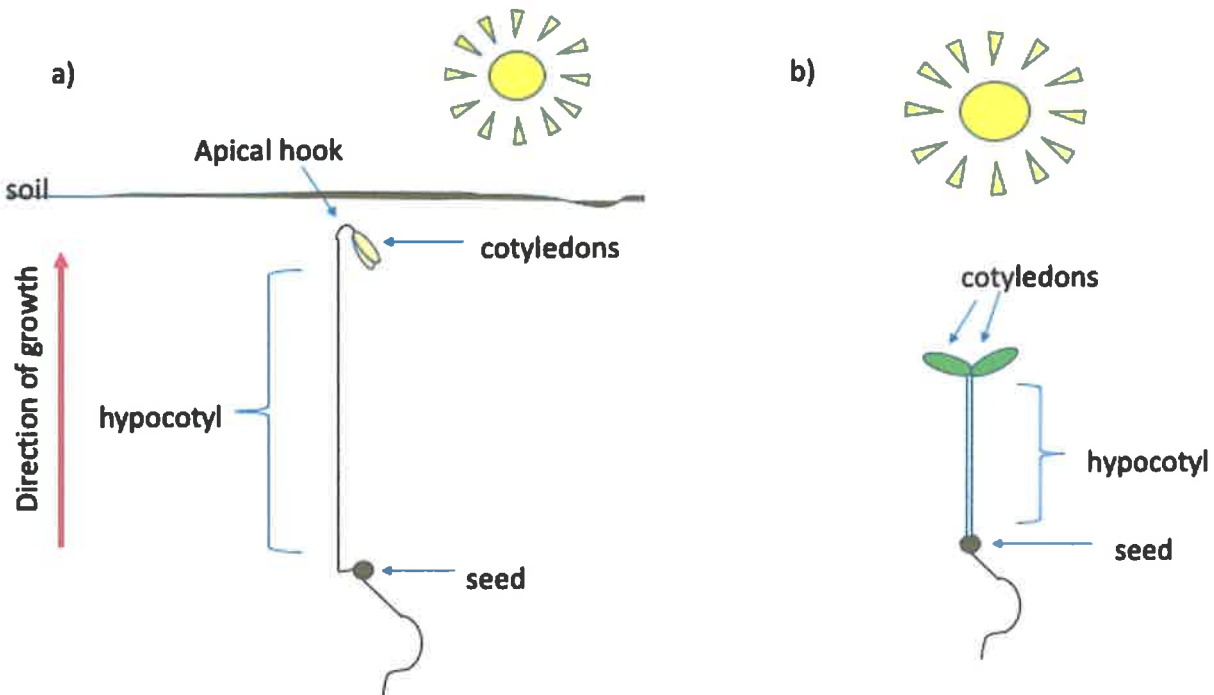 a)
Apical hook
soil
cotyledons
Direction of growth
hypocotyl
seed
b)
cotyledons
hypocotyl
seed